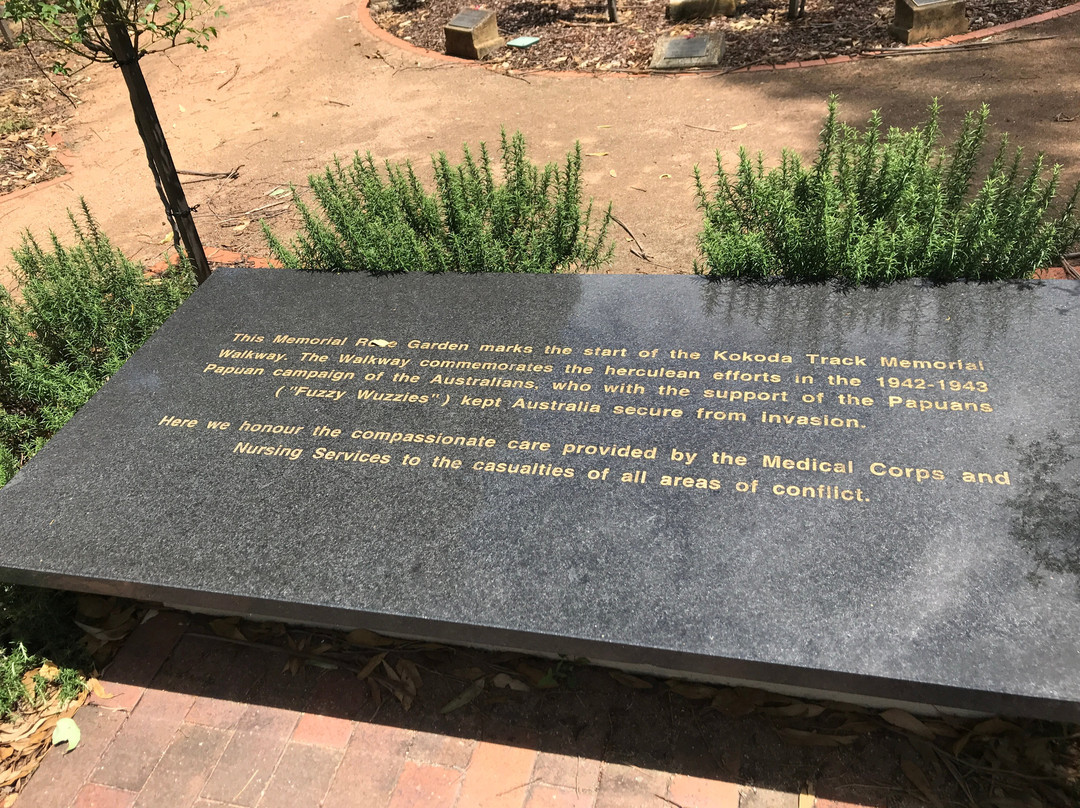 This Memorial Rose Garden marks the start of the Kokoda Track Memorial
Walkway. The Walkway commemorates the herculean efforts in the 1942-1943
Papuan campaign of the Australians, who with the support of the Papuans
("Fuzzy Wuzzies") kept Australia secure from invasion.
Here we honour the compassionate care provided by the Medical Corps and
Nursing Services to the casualties of all areas of conflict.